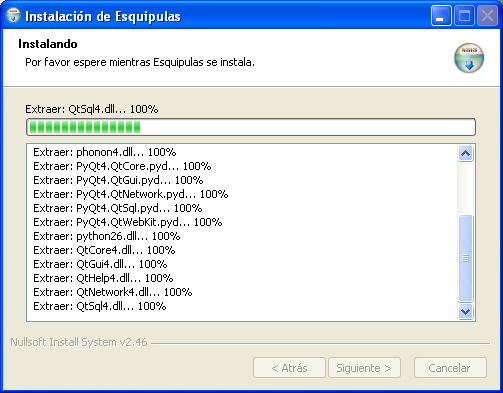 Instalación de Esquipulas
Instalando
Por favor espere mientras Esquipulas se instala.
Extraer: QtSql4.dll... 100%
Extraer: phonon4.dll... 100%
Extraer: PyQt4.QtCore.pyd... 100%
Extraer: PyQt4.QtGui.pyd... 100%
Extraer: PyQt4.QtNetwork.pyd... 100%
Extraer: PyQt4.QtSql.pyd... 100%
Extraer: PyQt4.QtWebKit.pyd... 100%
Extraer: python26.dll... 100%
Extraer: QtCore4.dll... 100%
Extraer: QtGui4.dll... 100%
Extraer: QtHelp4.dll... 100%
Extraer: QtNetwork4.dll... 100%
Extraer: QtSql4.dll... 100%
Nullsoft Install System v2.46
< Atrás
Siguiente >
Cancelar